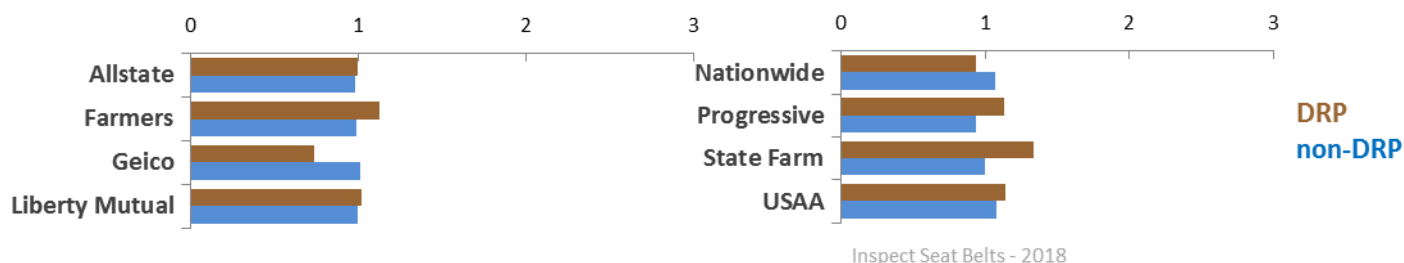 0 1 2 3
Allstate
Farmers
Geico
Liberty Mutual
0 1 2 3
Nationwide
Progressive
State Farm
USAA
DRP
non-DRP
Inspect Seat Belts - 2018